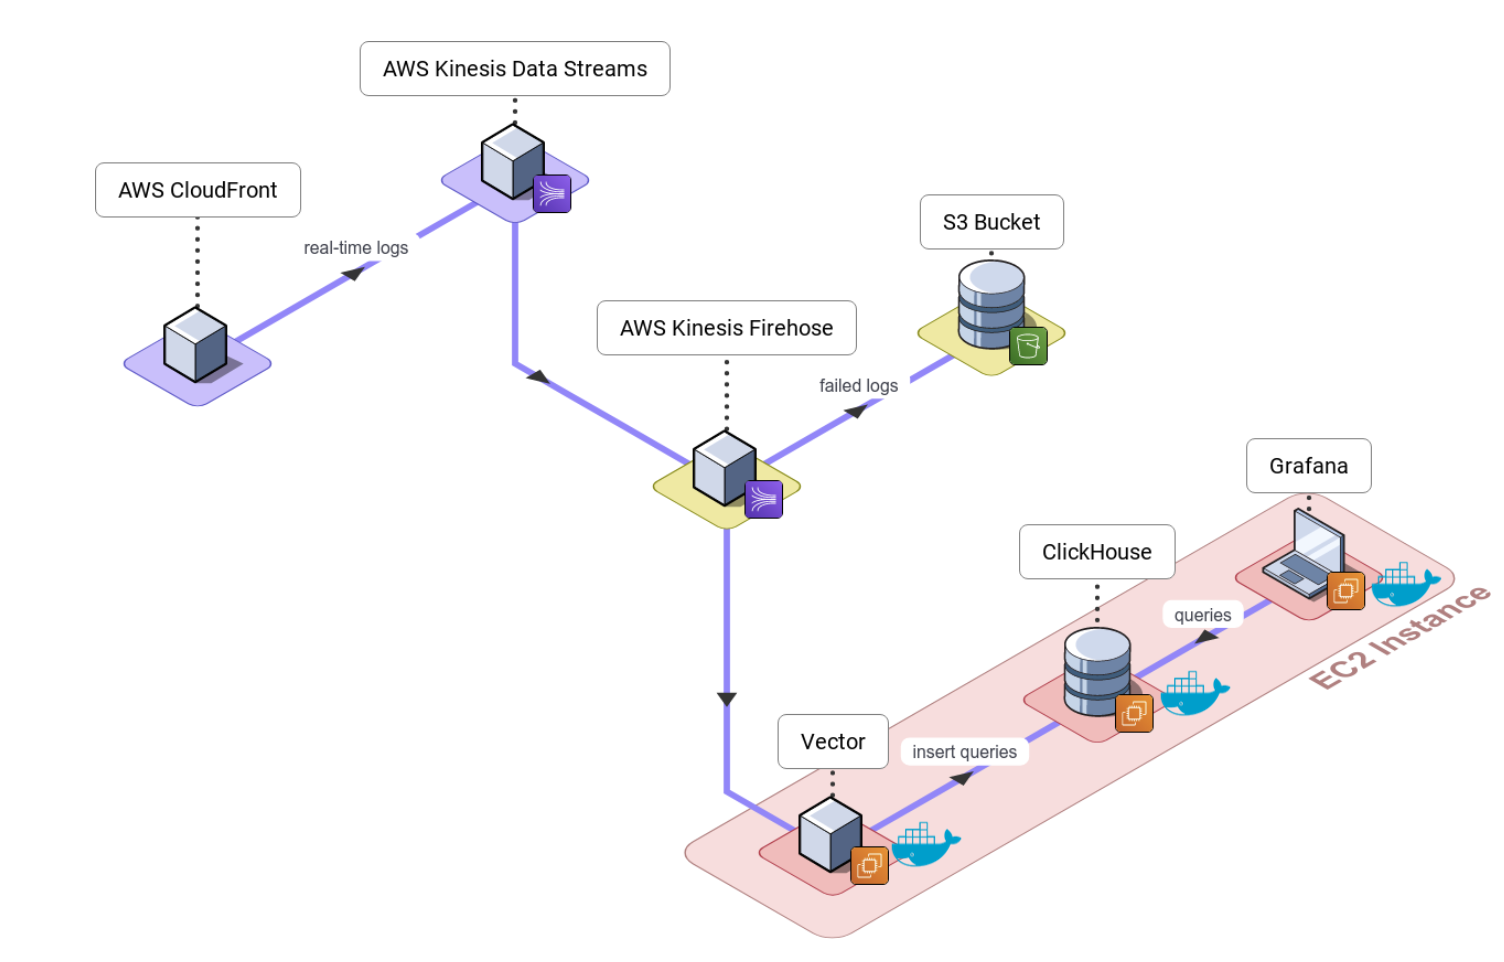 AWS Kinesis Data Streams
AWS CloudFront
real-time logs
S3 Bucket
AWS Kinesis Firehose
failed logs
Grafana
ClickHouse
queries
EC2 Instance
Vector
insert queries